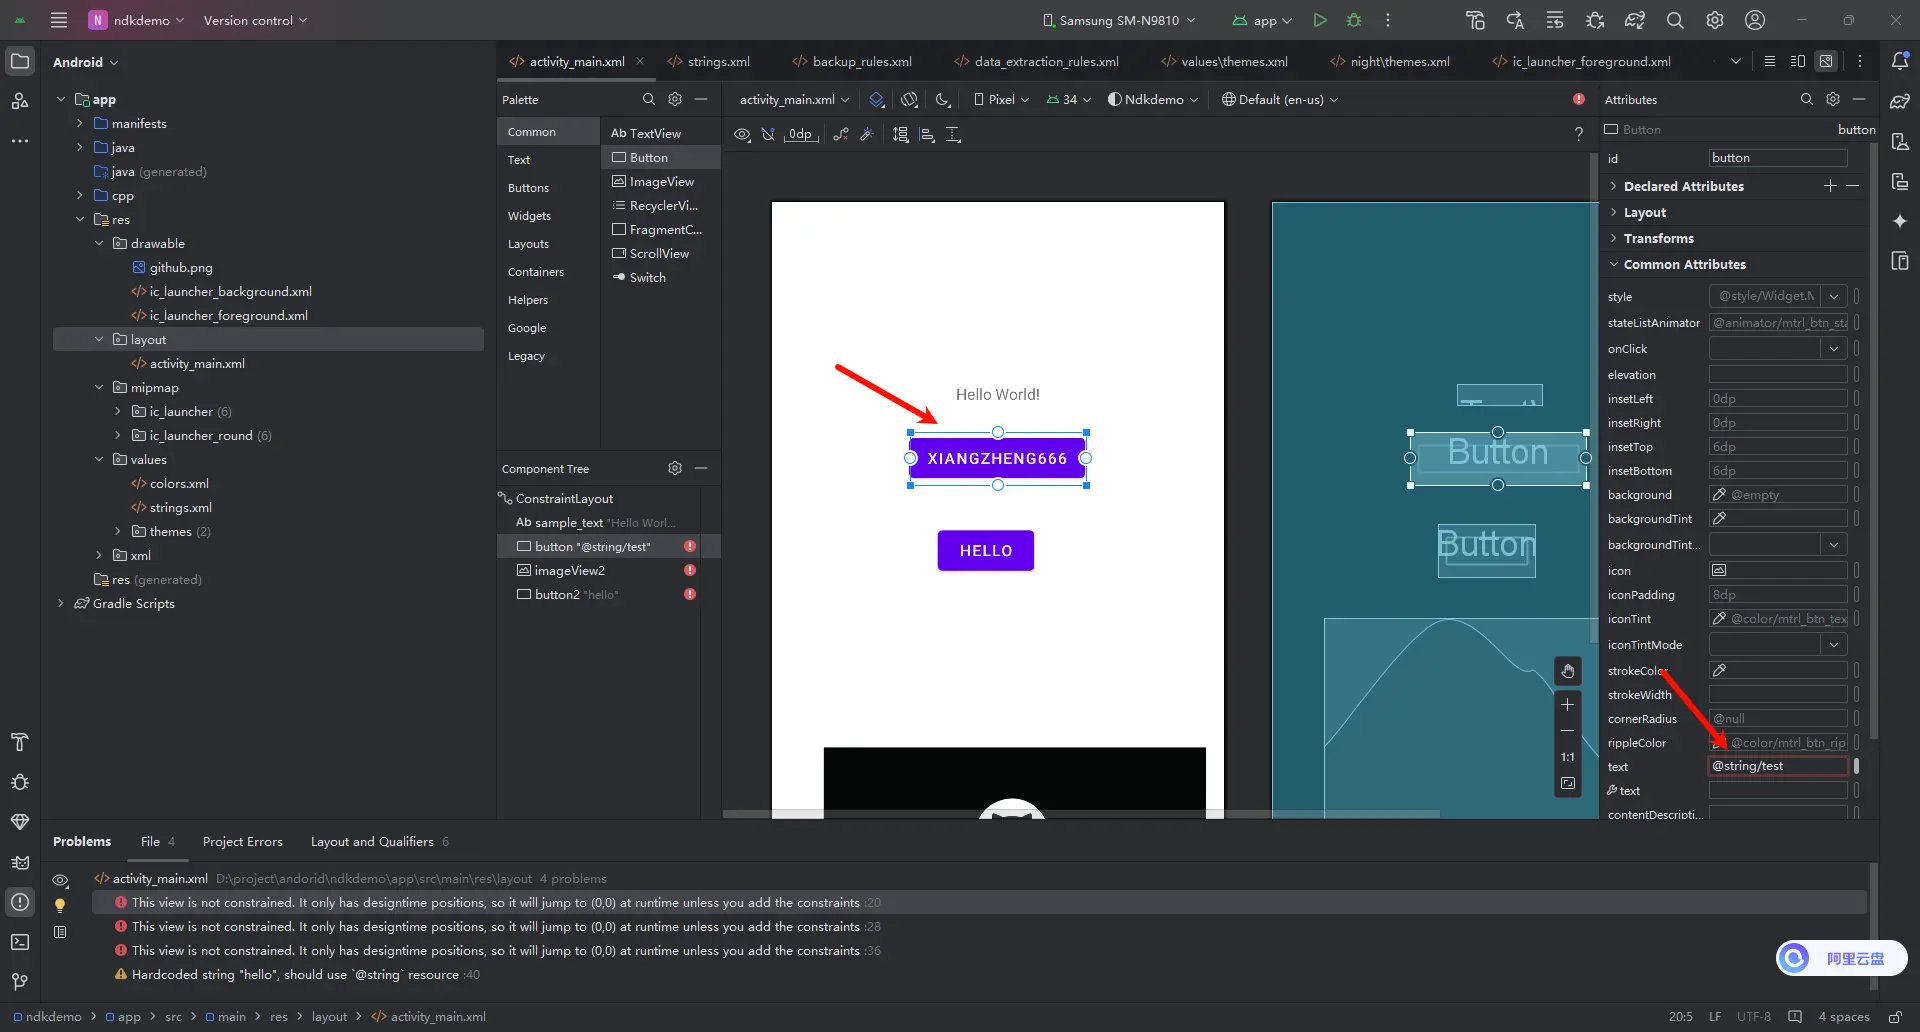 N ndkdemo Version control Samsung SM-N9810 app
Android activity_main.xml strings.xml backup_rules.xml data_extraction_rules.xml values\themes.xml night\themes.xml ic_launcher_foreground.xml
app
manifests
java
java (generated)
cpp
res
drawable
github.png
ic_launcher_background.xml
ic_launcher_foreground.xml
layout
activity_main.xml
mipmap
ic_launcher (6)
ic_launcher_round (6)
values
colors.xml
strings.xml
themes (2)
xml
res (generated)
Gradle Scripts
Palette
Common
Text
Buttons
Widgets
Layouts
Containers
Helpers
Google
Legacy
Ab TextView
Button
ImageView
RecyclerVi...
FragmentC...
ScrollView
Switch
Component Tree
ConstraintLayout
Ab sample_text "Hello Worl...
button "@string/test"
imageView2
button2 "hello"
activity_main.xml Pixel 34 Ndkdemo Default (en-us)
0dp ?
Hello World!
XIANGZHENG666
HELLO
Button
Button
1:1
Attributes
Button button
id button
Declared Attributes
Layout
Transforms
Common Attributes
style @style/Widget.M
stateListAnimator @animator/mtrl_btn_sta
onClick
elevation
insetLeft 0dp
insetRight 0dp
insetTop 6dp
insetBottom 6dp
background @empty
backgroundTint
backgroundTint...
icon
iconPadding 8dp
iconTint @color/mtrl_btn_tex
iconTintMode
strokeColor
strokeWidth
cornerRadius @null
rippleColor @color/mtrl_btn_rip
text @string/test
text
contentDescripti...
Problems File 4 Project Errors Layout and Qualifiers 6
activity_main.xml D:\project\andorid\ndkdemo\app\src\main\res\layout 4 problems
This view is not constrained. It only has designtime positions, so it will jump to (0,0) at runtime unless you add the constraints :20
This view is not constrained. It only has designtime positions, so it will jump to (0,0) at runtime unless you add the constraints :28
This view is not constrained. It only has designtime positions, so it will jump to (0,0) at runtime unless you add the constraints :36
Hardcoded string "hello", should use `@string` resource :40
阿里云盘
ndkdemo > app > src > main > res > layout > activity_main.xml 20:5 LF UTF-8 4 spaces